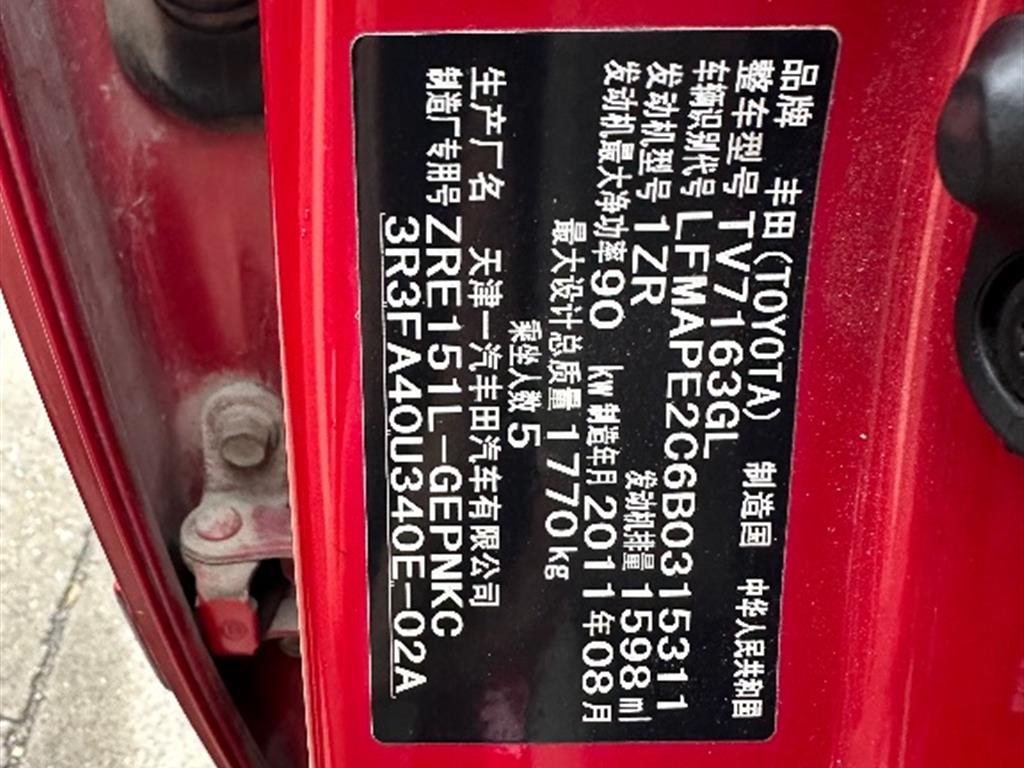 品牌 丰田(TOYOTA) 制造国 中华人民共和国
整车型号 TV7163GL
车辆识别代号 LFMAPE2C6B0315311
发动机型号 1ZR 发动机排量 1598ml
发动机最大净功率 90 kW 制造年月 2011年08月
最大设计总质量 1770kg
乘坐人数 5
生产厂名 天津一汽丰田汽车有限公司
制造厂专用号 ZRE151L-GEPNKC
3R3FA40U340E-02A